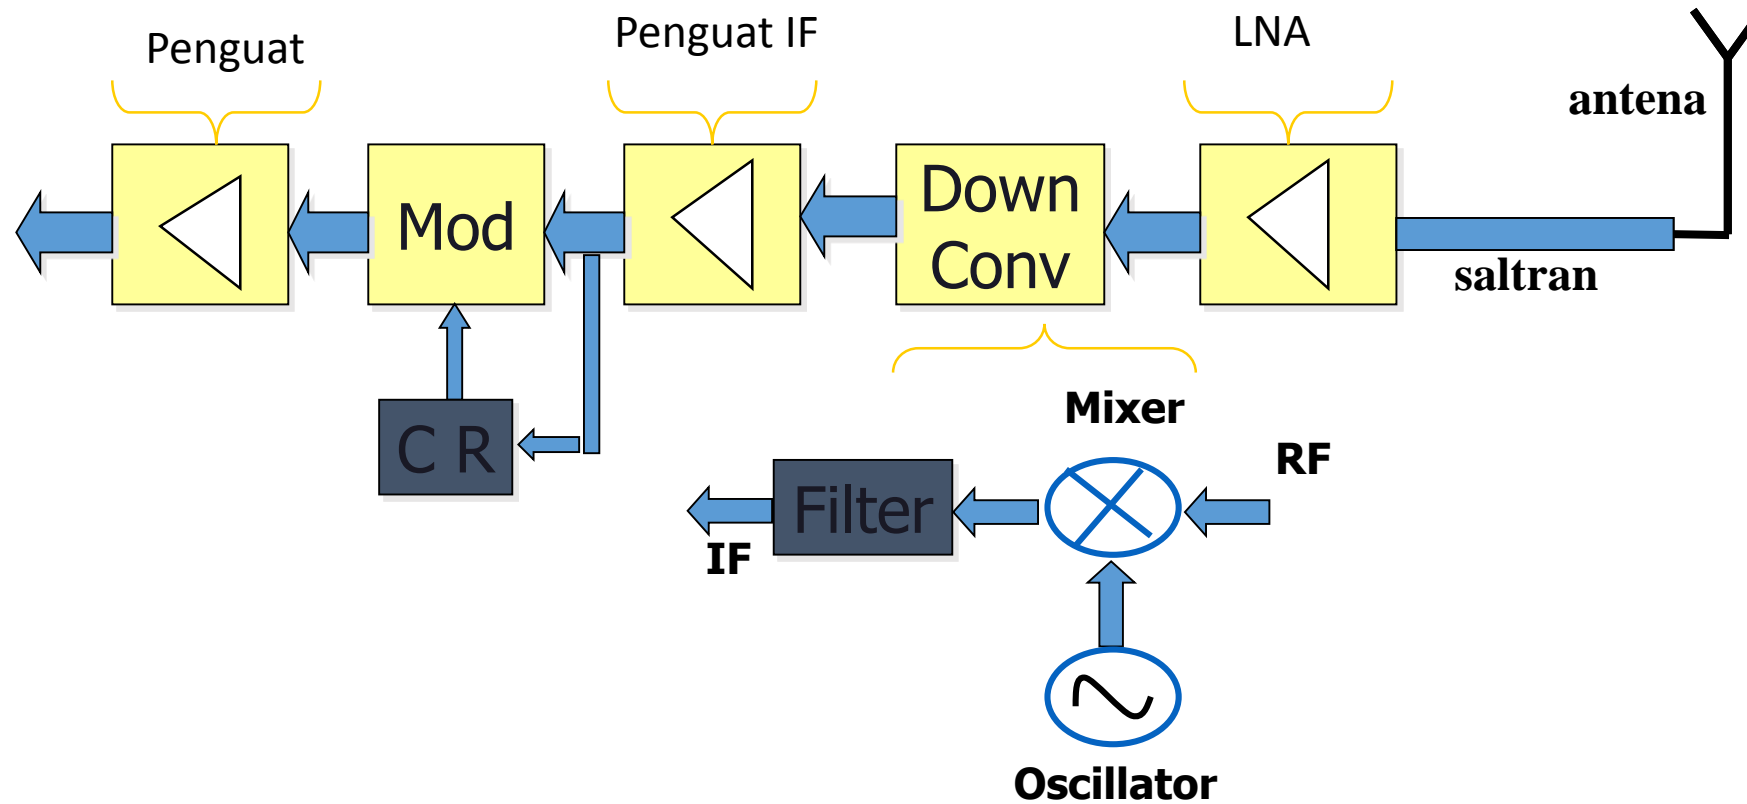 Penguat
Penguat IF
LNA
antena
Mod
Down
Conv
saltran
C R
Mixer
RF
Filter
IF
Oscillator